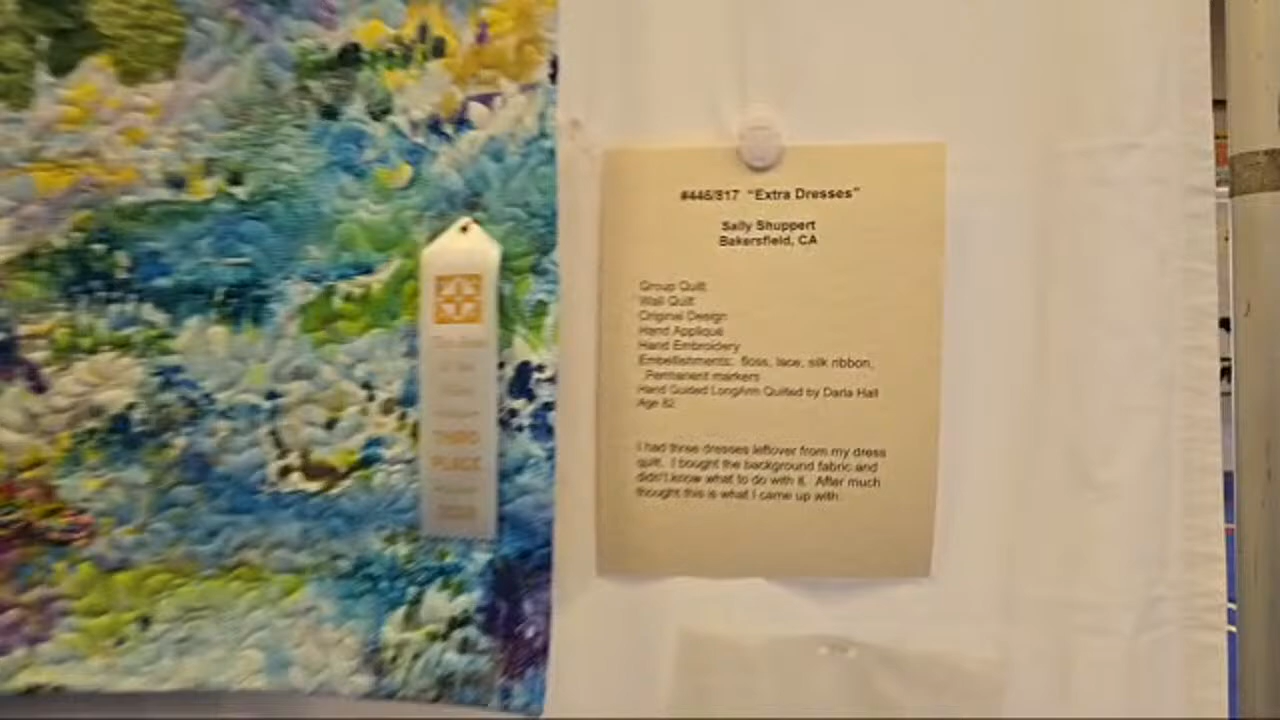 #446/817 "Extra Dresses"
Sally Shuppert
Bakersfield, CA
Group Quilt
Wall Quilt
Original Design
Hand Applique
Hand Embroidery
Embellishments: floss, lace, silk ribbon,
Permanent markers
Hand Guided LongArm Quilted by Darla Hall
Age 82
I had three dresses leftover from my dress
quilt. I bought the background fabric and
didn't know what to do with it. After much
thought this is what I came up with.
THIRD
PLACE